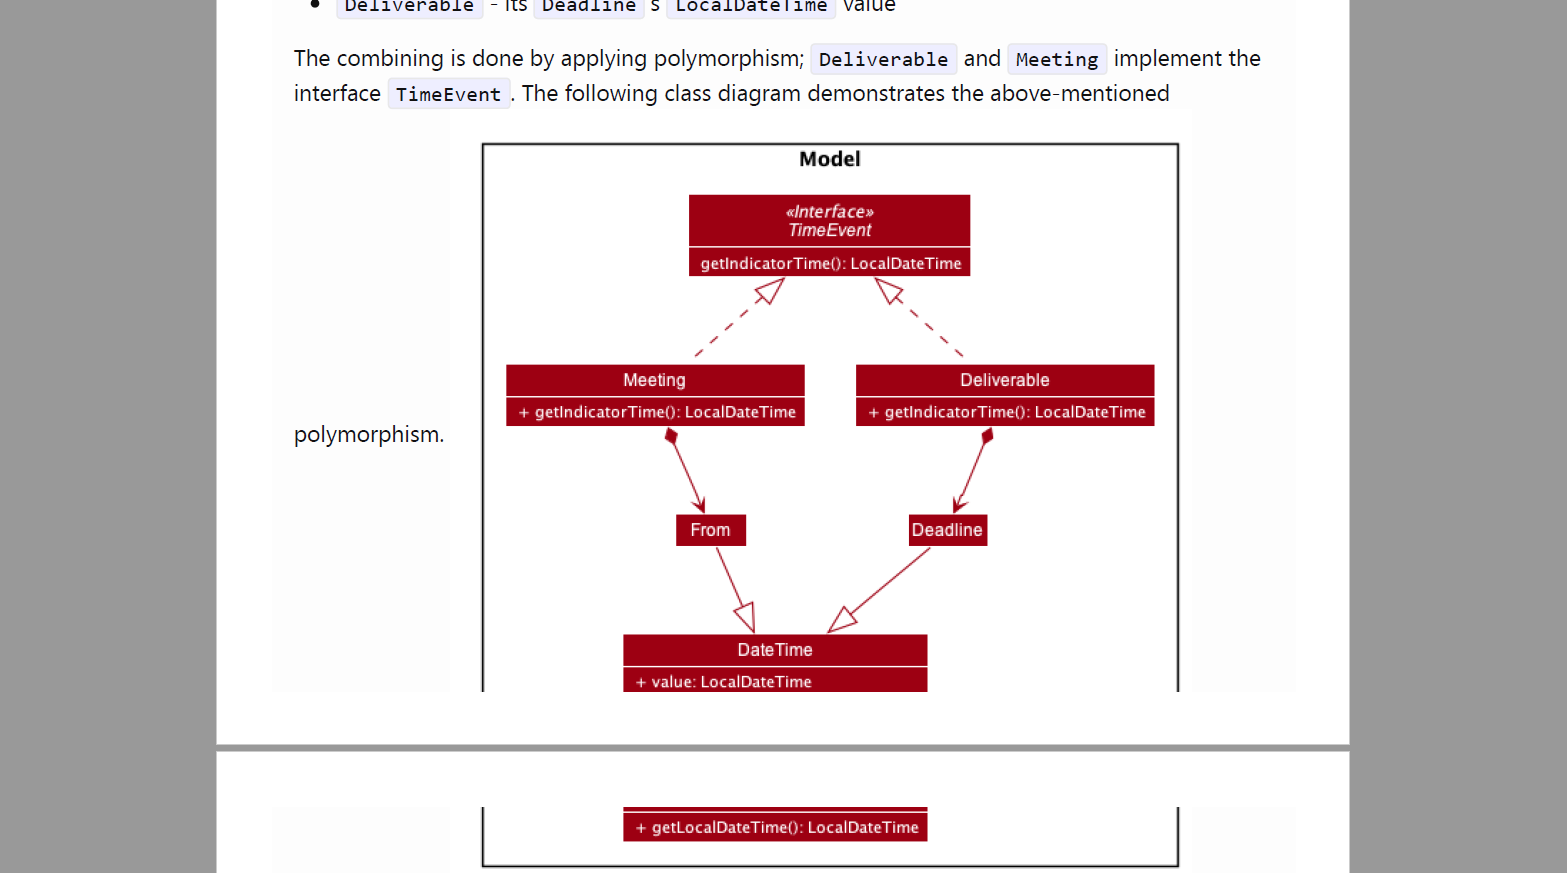 Deliverable - Its Deadline s LocalDateTime value
The combining is done by applying polymorphism; Deliverable and Meeting implement the
interface TimeEvent . The following class diagram demonstrates the above-mentioned
polymorphism.
Model
«Interface»
TimeEvent
getIndicatorTime(): LocalDateTime
Meeting
+ getIndicatorTime(): LocalDateTime
Deliverable
+ getIndicatorTime(): LocalDateTime
From
Deadline
DateTime
+ value: LocalDateTime
+ getLocalDateTime(): LocalDateTime